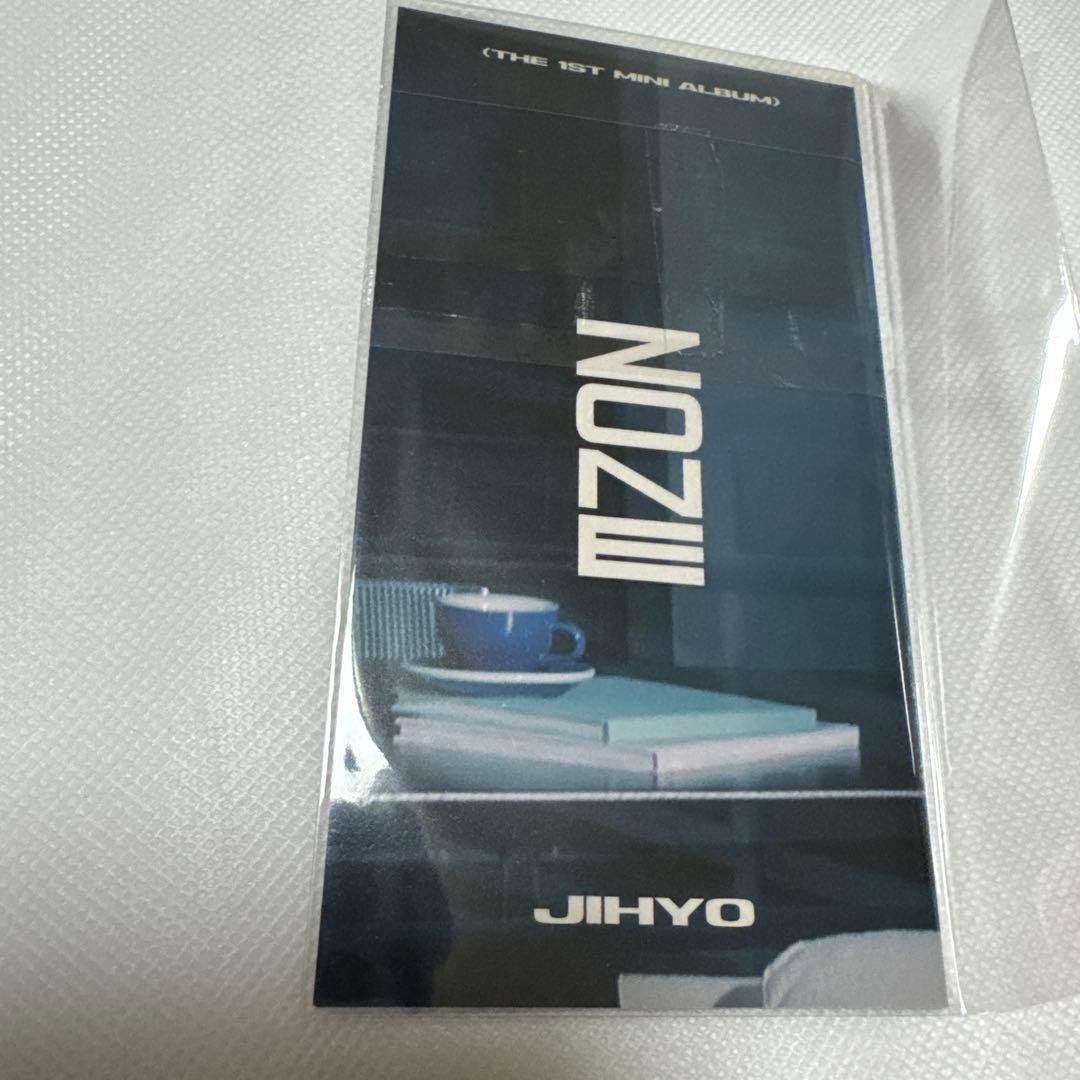 (THE 1ST MINI ALBUM)
ZONE
JIHYO